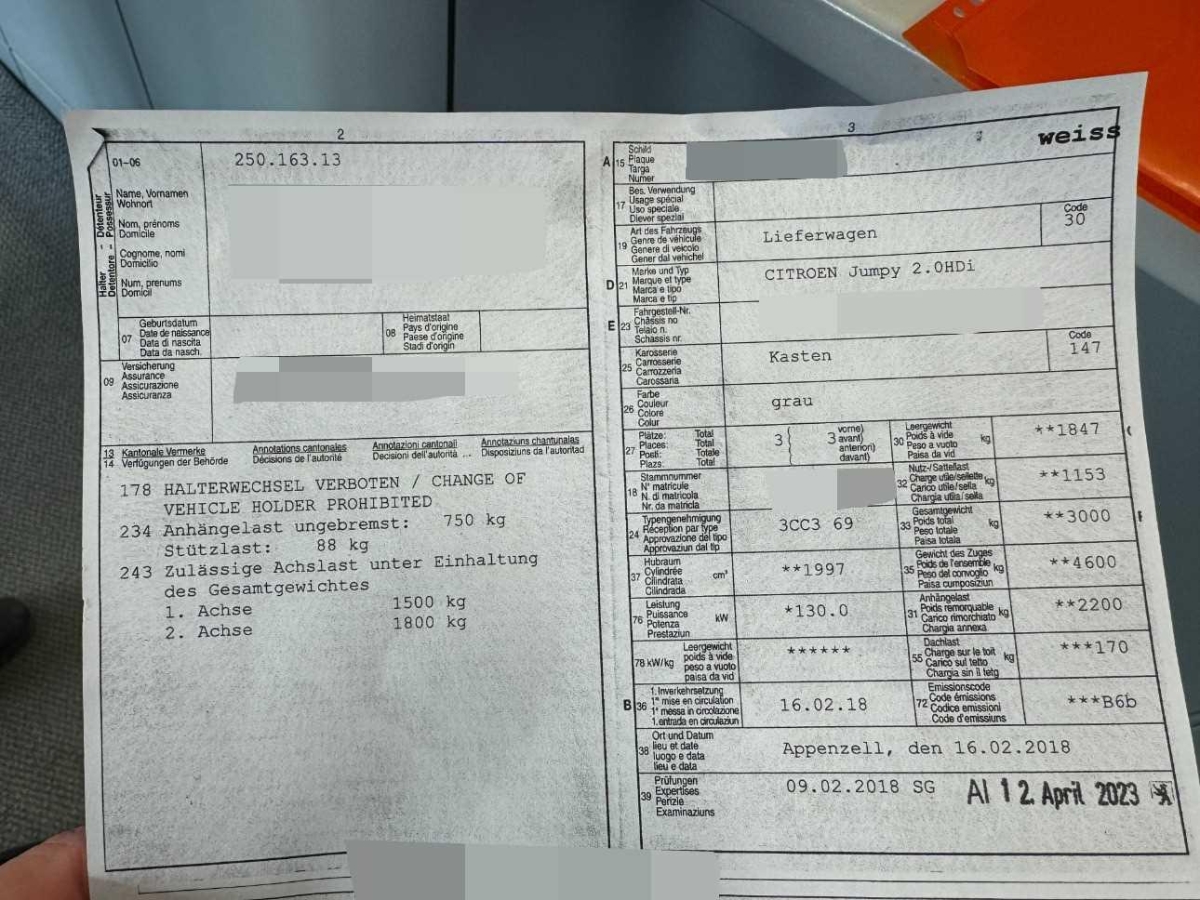 2
01-06
250.163.13
Halter - Détenteur
Detentore - Possessur
Name, Vornamen
Wohnort
Nom, prénoms
Domicile
Cognome, nomi
Domicilio
Num, prenums
Domicil
07
Geburtsdatum
Date de naissance
Data di nascita
Data da nasch.
08
Heimatstaat
Pays d'origine
Paese d'origine
Stadi d'origin
09
Versicherung
Assurance
Assicurazione
Assicuranza
13 Kantonale Vermerke Annotations cantonales Annotazioni cantonali Annotaziuns chantunalas
14 Verfügungen der Behörde Décisions de l'autorité Decisioni dell'autorità ... Disposiziuns da l'autoritad
178 HALTERWECHSEL VERBOTEN / CHANGE OF
VEHICLE HOLDER PROHIBITED
234 Anhängelast ungebremst: 750 kg
Stützlast: 88 kg
243 Zulässige Achslast unter Einhaltung
des Gesamtgewichtes
1. Achse 1500 kg
2. Achse 1800 kg
3
weiss
A 15
Schild
Plaque
Targa
Numer
17
Bes. Verwendung
Usage spécial
Uso speciale
Diever spezial
19
Art des Fahrzeugs
Genre de véhicule
Genere di veicolo
Gener dal vehichel
Lieferwagen
Code
30
D 21
Marke und Typ
Marque et type
Marca e tipo
Marca e tip
CITROEN Jumpy 2.0HDi
E 23
Fahrgestell-Nr.
Châssis no
Telaio n.
Schassis nr.
25
Karosserie
Carrosserie
Carrozzeria
Carossaria
Kasten
Code
147
26
Farbe
Couleur
Colore
Colur
grau
27
Plätze: Total
Places: Total
Posti: Totale
Plazs: Total
3 { 3
vorne)
avant)
anterion)
davant)
30
Leergewicht
Poids à vide
Peso a vuoto
Paisa da vid
kg
**1847
18
Stammnummer
N° matricule
N. di matricola
Nr. da matricla
32
Nutz-/Sattellast
Charge utile/sellette
Carico utile/sella
Chargia utila/sella
kg
**1153
24
Typengenehmigung
Réception par type
Approvazione del tipo
Approvaziun dal tip
3CC3 69
33
Gesamtgewicht
Poids total
Peso totale
Paisa totala
kg
**3000
37
Hubraum
Cylindrée
Cilindrata
Cilindrada
cm³
**1997
35
Gewicht des Zuges
Poids de l'ensemble
Peso del convoglio
Paisa cumposiziun
kg
**4600
76
Leistung
Puissance
Potenza
Prestaziun
kW
*130.0
31
Anhängelast
Poids remorquable
Carico rimorchiato
Chargia annexa
kg
**2200
78 kW/kg
Leergewicht
poids à vide
peso a vuoto
paisa da vid
******
55
Dachlast
Charge sur le toit
Carico sul tetto
Chargia sin il tetg
kg
***170
B 36
1. Inverkehrsetzung
1re mise en circulation
1a messa in circolazione
1. entrada en circulaziun
16.02.18
72
Emissionscode
Code émissions
Codice emissioni
Code d'emissiuns
***B6b
38
Ort und Datum
lieu et date
luogo e data
lieu e data
Appenzell, den 16.02.2018
39
Prüfungen
Expertises
Perizie
Examinaziuns
09.02.2018 SG
AI 12. April 2023